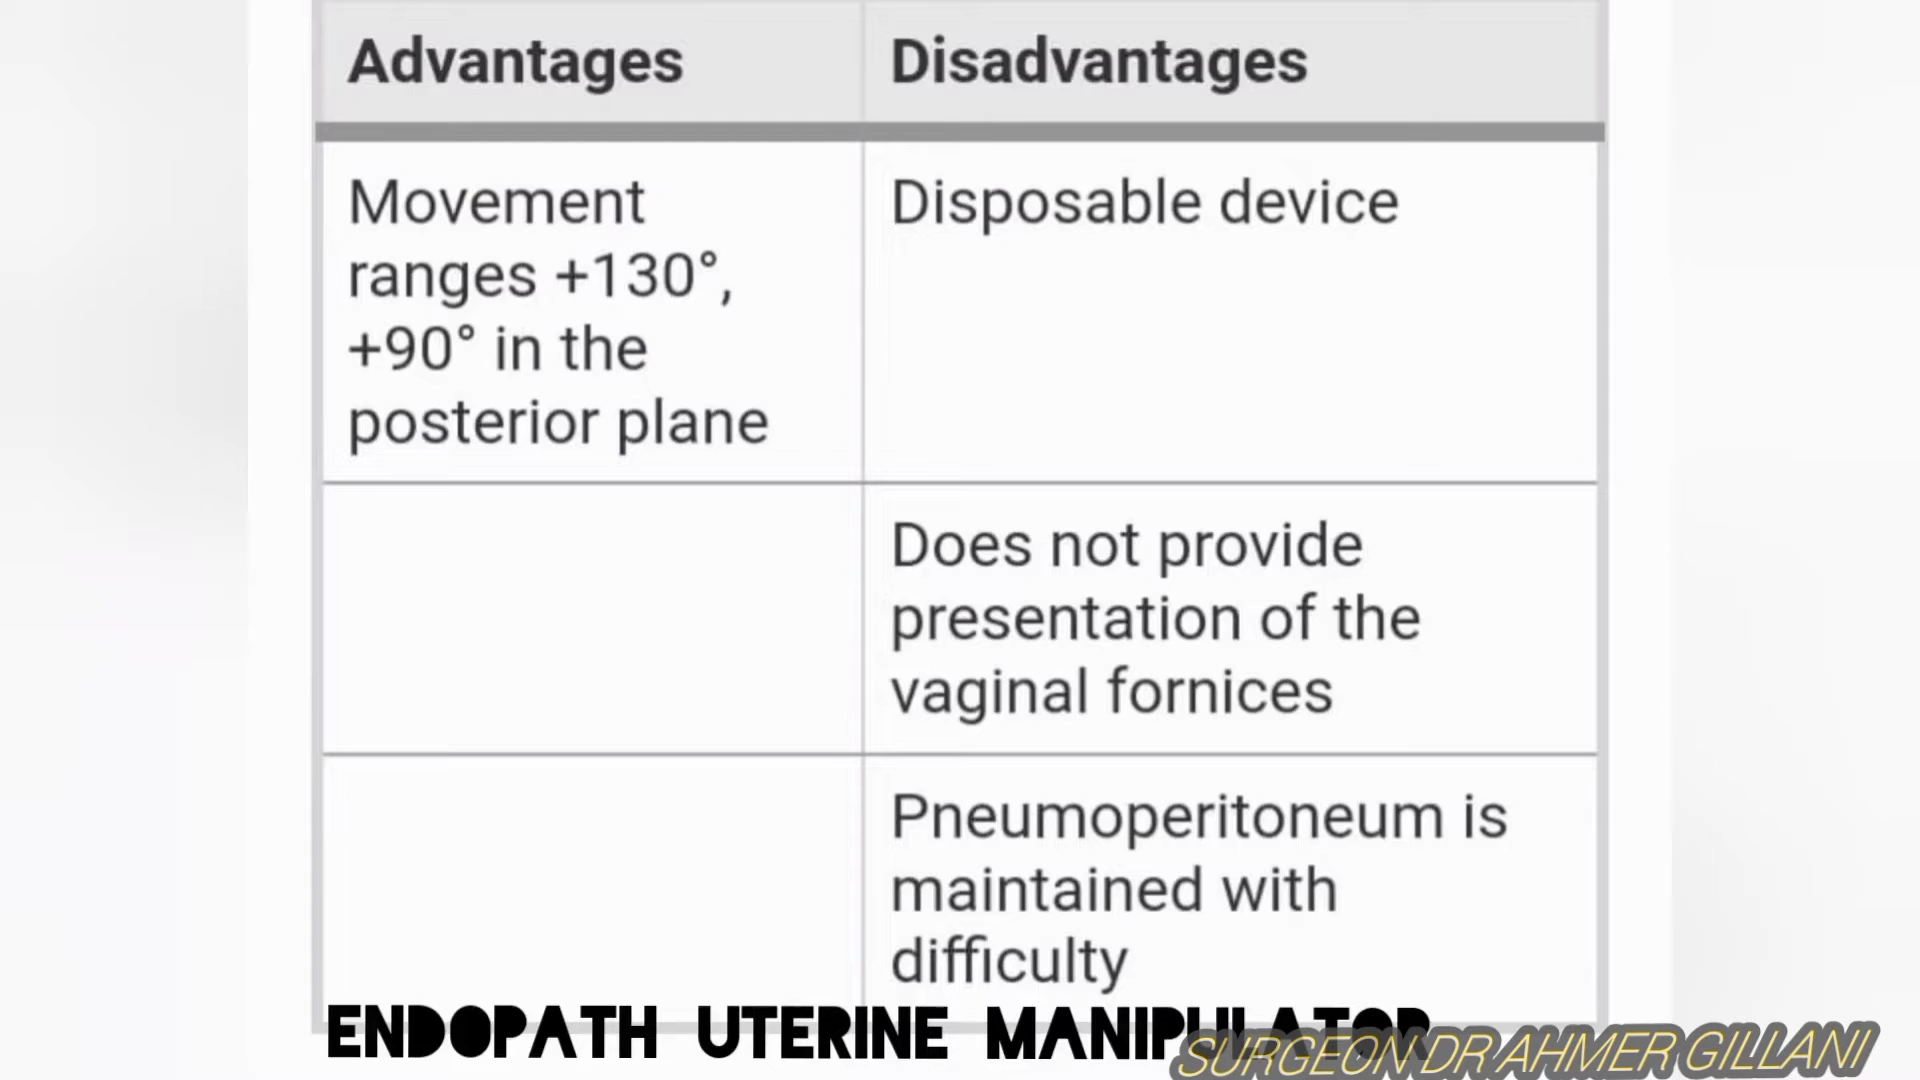 Advantages
Disadvantages
Movement
ranges +130°,
+90° in the
posterior plane
Disposable device
Does not provide
presentation of the
vaginal fornices
Pneumoperitoneum is
maintained with
difficulty
ENDOPATH UTERINE MANIPULATOR
SURGEON DR AHMER GILLANI